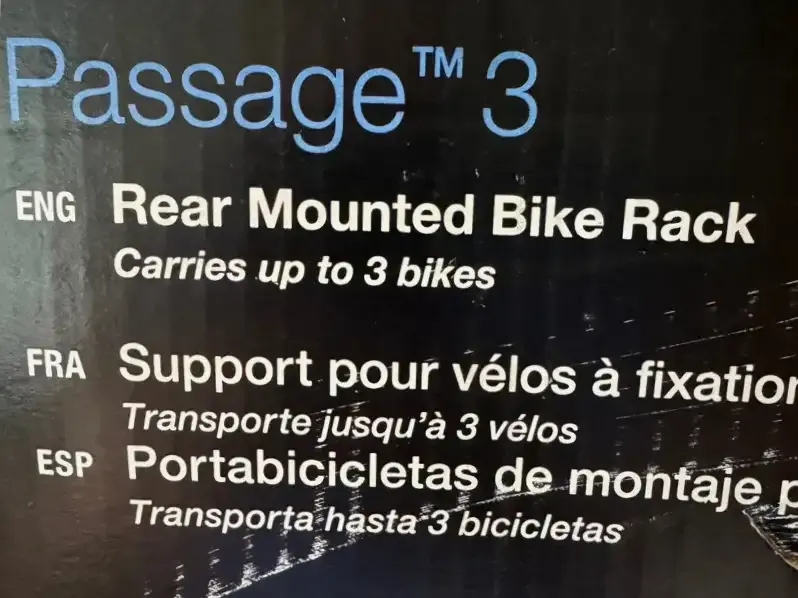 Passage™ 3
ENG Rear Mounted Bike Rack
Carries up to 3 bikes
FRA Support pour vélos à fixation
Transporte jusqu'à 3 vélos
ESP Portabicicletas de montaje p
Transporta hasta 3 bicicletas